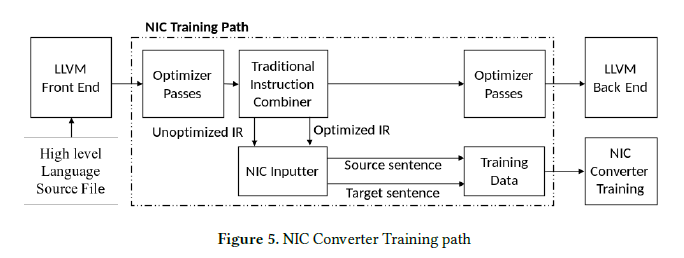 NIC Training Path
LLVM
Front End
Optimizer
Passes
Traditional
Instruction
Combiner
Optimizer
Passes
LLVM
Back End
Unoptimized IR
Optimized IR
High level
Language
Source File
NIC Inputter
Source sentence
Target sentence
Training
Data
NIC
Converter
Training
Figure 5. NIC Converter Training path